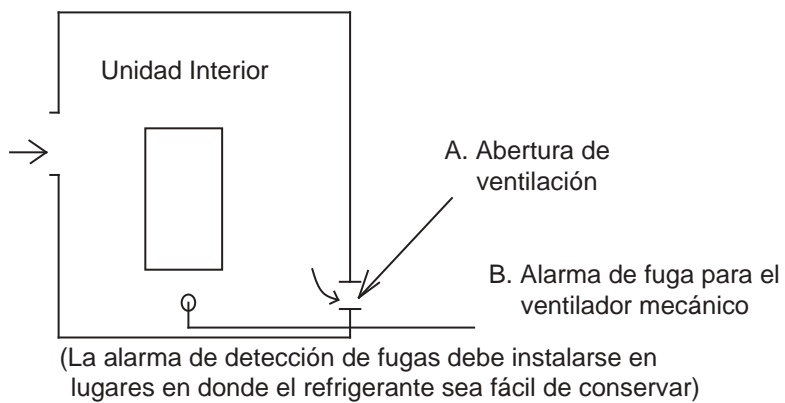 Unidad Interior
A. Abertura de
ventilación
B. Alarma de fuga para el
ventilador mecánico
(La alarma de detección de fugas debe instalarse en
lugares en donde el refrigerante sea fácil de conservar)